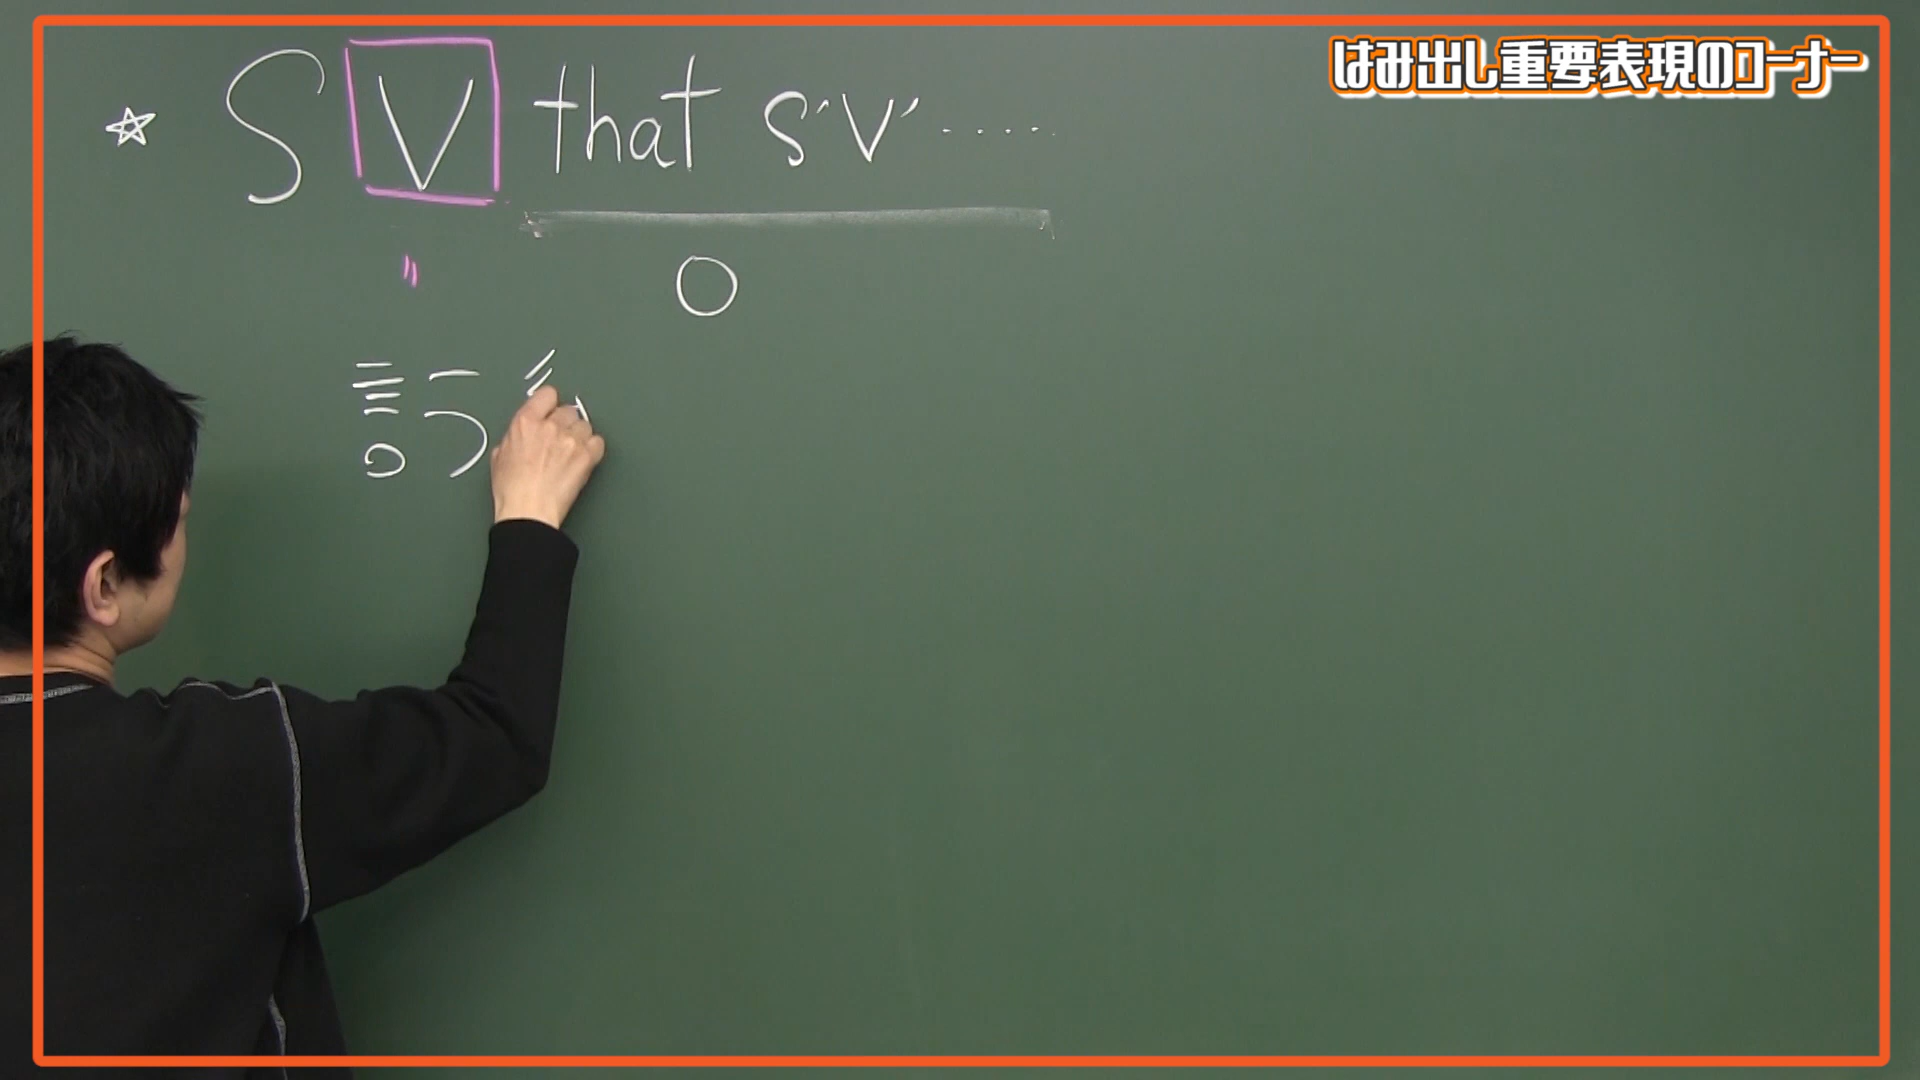 はみ出し重要表現のコーナー
☆ S V that s'v'.....
〃 O
言う